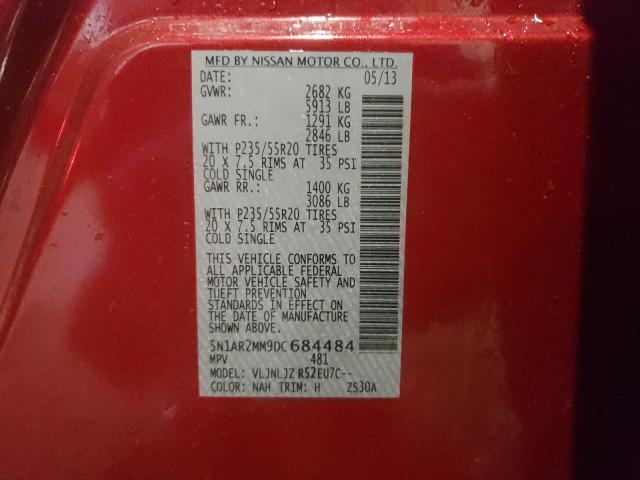 MFD BY NISSAN MOTOR CO., LTD.
DATE: 05/13
GVWR: 2682 KG
5913 LB
GAWR FR.: 1291 KG
2846 LB
WITH P235/55R20 TIRES
20 X 7.5 RIMS AT 35 PSI
COLD SINGLE
GAWR RR.: 1400 KG
3086 LB
WITH P235/55R20 TIRES
20 X 7.5 RIMS AT 35 PSI
COLD SINGLE
THIS VEHICLE CONFORMS TO
ALL APPLICABLE FEDERAL
MOTOR VEHICLE SAFETY AND
THEFT PREVENTION
STANDARDS IN EFFECT ON
THE DATE OF MANUFACTURE
SHOWN ABOVE.
5N1AR2MM9DC684484
MPV 481
MODEL: VLJNLJZ R52EU7C--
COLOR: NAH TRIM: H ZS30A